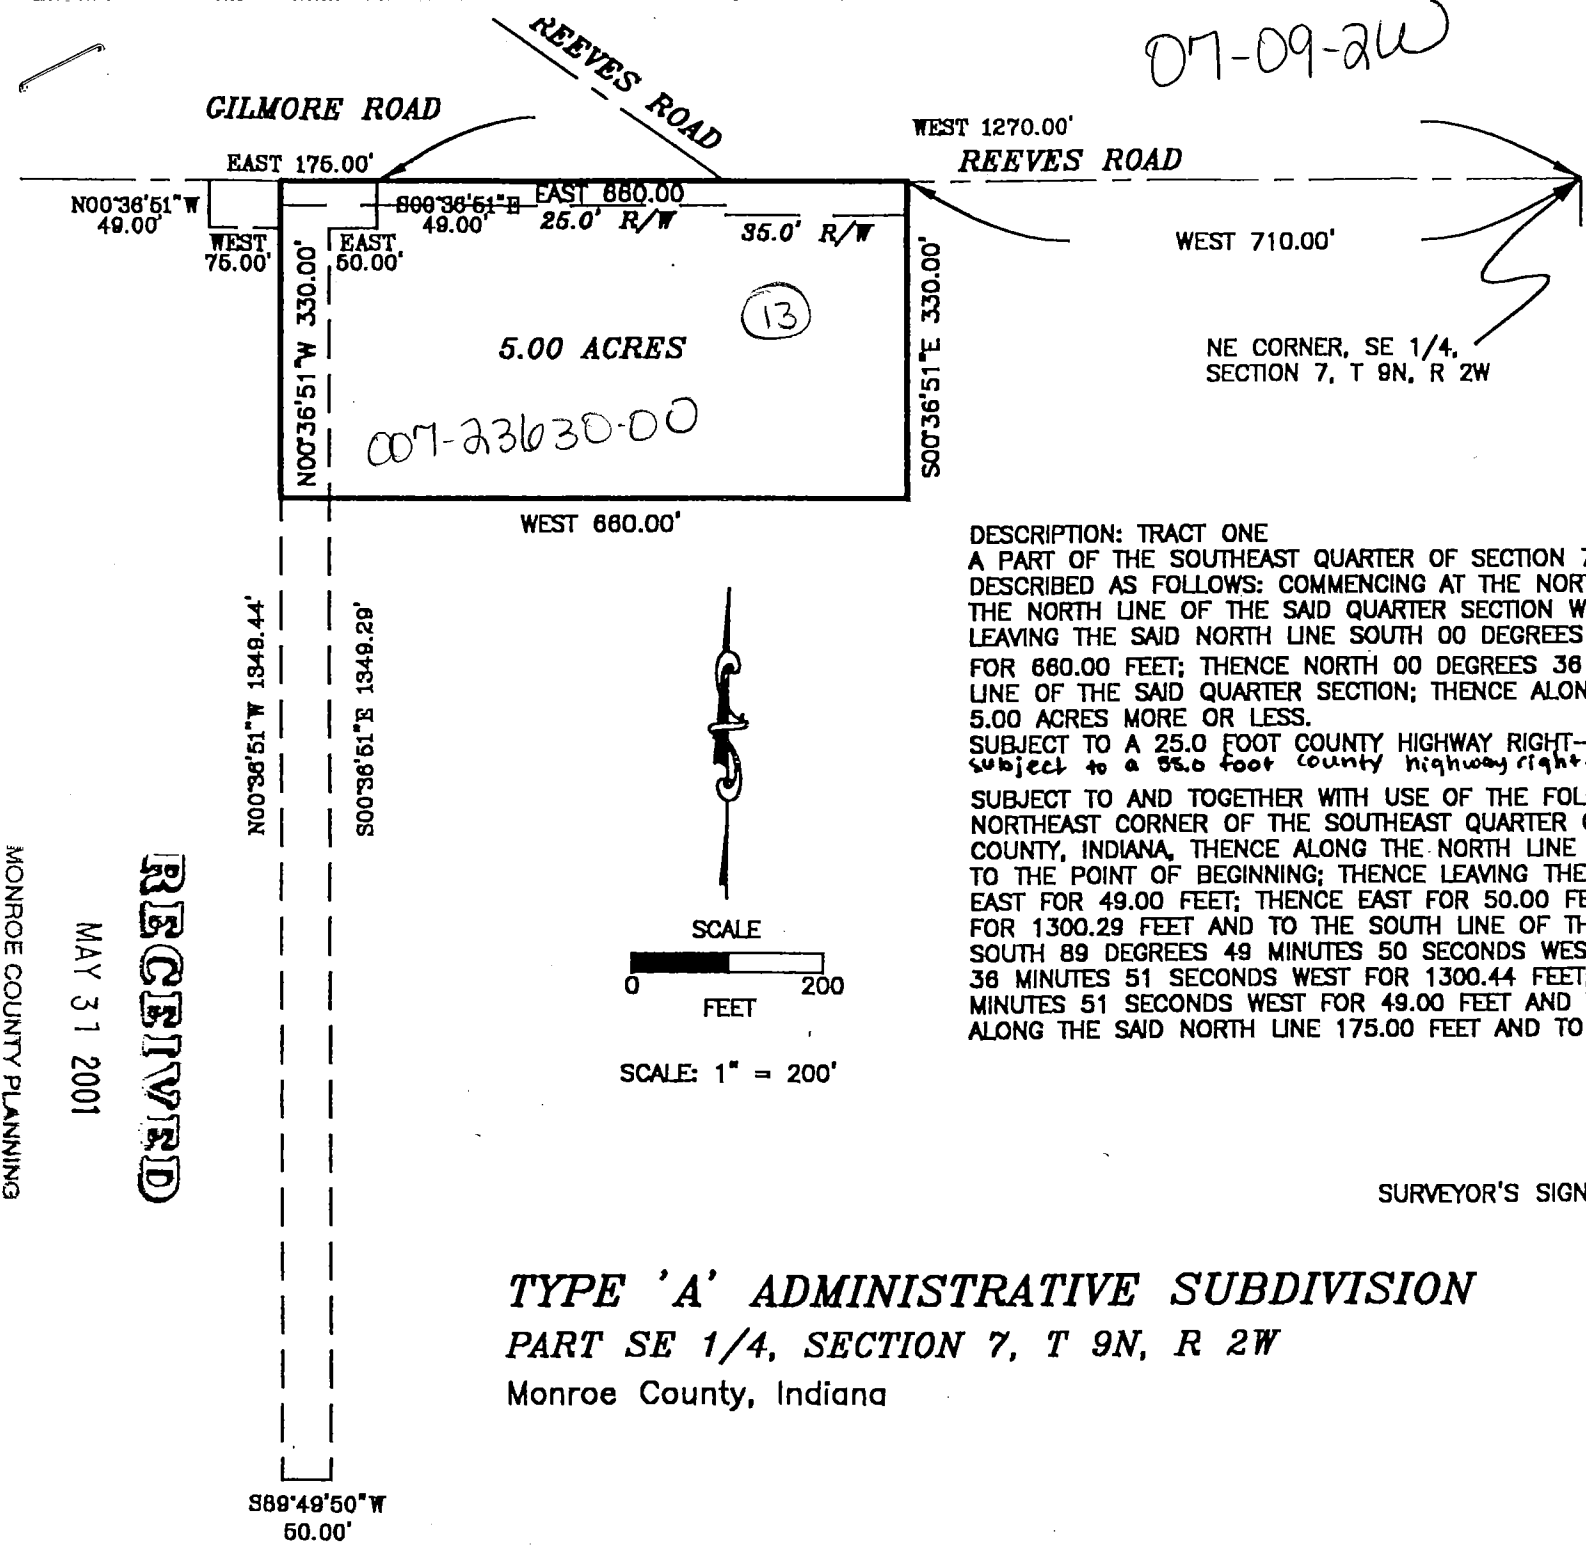 07-09-2W
REEVES ROAD
GILMORE ROAD
WEST 1270.00'
EAST 175.00'
REEVES ROAD
N00°36'51"W
49.00'
S00°36'51"E
49.00'
EAST 660.00
25.0' R/W
35.0' R/W
WEST
75.00'
EAST
50.00'
WEST 710.00'
N00°36'51"W 330.00'
S00°36'51"E 330.00'
13
5.00 ACRES
NE CORNER, SE 1/4,
SECTION 7, T 9N, R 2W
007-23630-00
WEST 660.00'
DESCRIPTION: TRACT ONE
A PART OF THE SOUTHEAST QUARTER OF SECTION 7
DESCRIBED AS FOLLOWS: COMMENCING AT THE NOR
THE NORTH LINE OF THE SAID QUARTER SECTION W
LEAVING THE SAID NORTH LINE SOUTH 00 DEGREES
FOR 660.00 FEET; THENCE NORTH 00 DEGREES 36
LINE OF THE SAID QUARTER SECTION; THENCE ALON
5.00 ACRES MORE OR LESS.
SUBJECT TO A 25.0 FOOT COUNTY HIGHWAY RIGHT-
subject to a 35.0 foot county highway right-
SUBJECT TO AND TOGETHER WITH USE OF THE FOL
NORTHEAST CORNER OF THE SOUTHEAST QUARTER
COUNTY, INDIANA, THENCE ALONG THE NORTH LINE
TO THE POINT OF BEGINNING; THENCE LEAVING THE
EAST FOR 49.00 FEET; THENCE EAST FOR 50.00 FE
FOR 1300.29 FEET AND TO THE SOUTH LINE OF TH
SOUTH 89 DEGREES 49 MINUTES 50 SECONDS WES
36 MINUTES 51 SECONDS WEST FOR 1300.44 FEET
MINUTES 51 SECONDS WEST FOR 49.00 FEET AND
ALONG THE SAID NORTH LINE 175.00 FEET AND TO
N00°36'51"W 1349.44'
S00°36'51"E 1349.29'
SCALE
0 200
FEET
SCALE: 1" = 200'
RECEIVED
MAY 31 2001
MONROE COUNTY PLANNING
SURVEYOR'S SIGN
TYPE 'A' ADMINISTRATIVE SUBDIVISION
PART SE 1/4, SECTION 7, T 9N, R 2W
Monroe County, Indiana
S89°49'50"W
50.00'